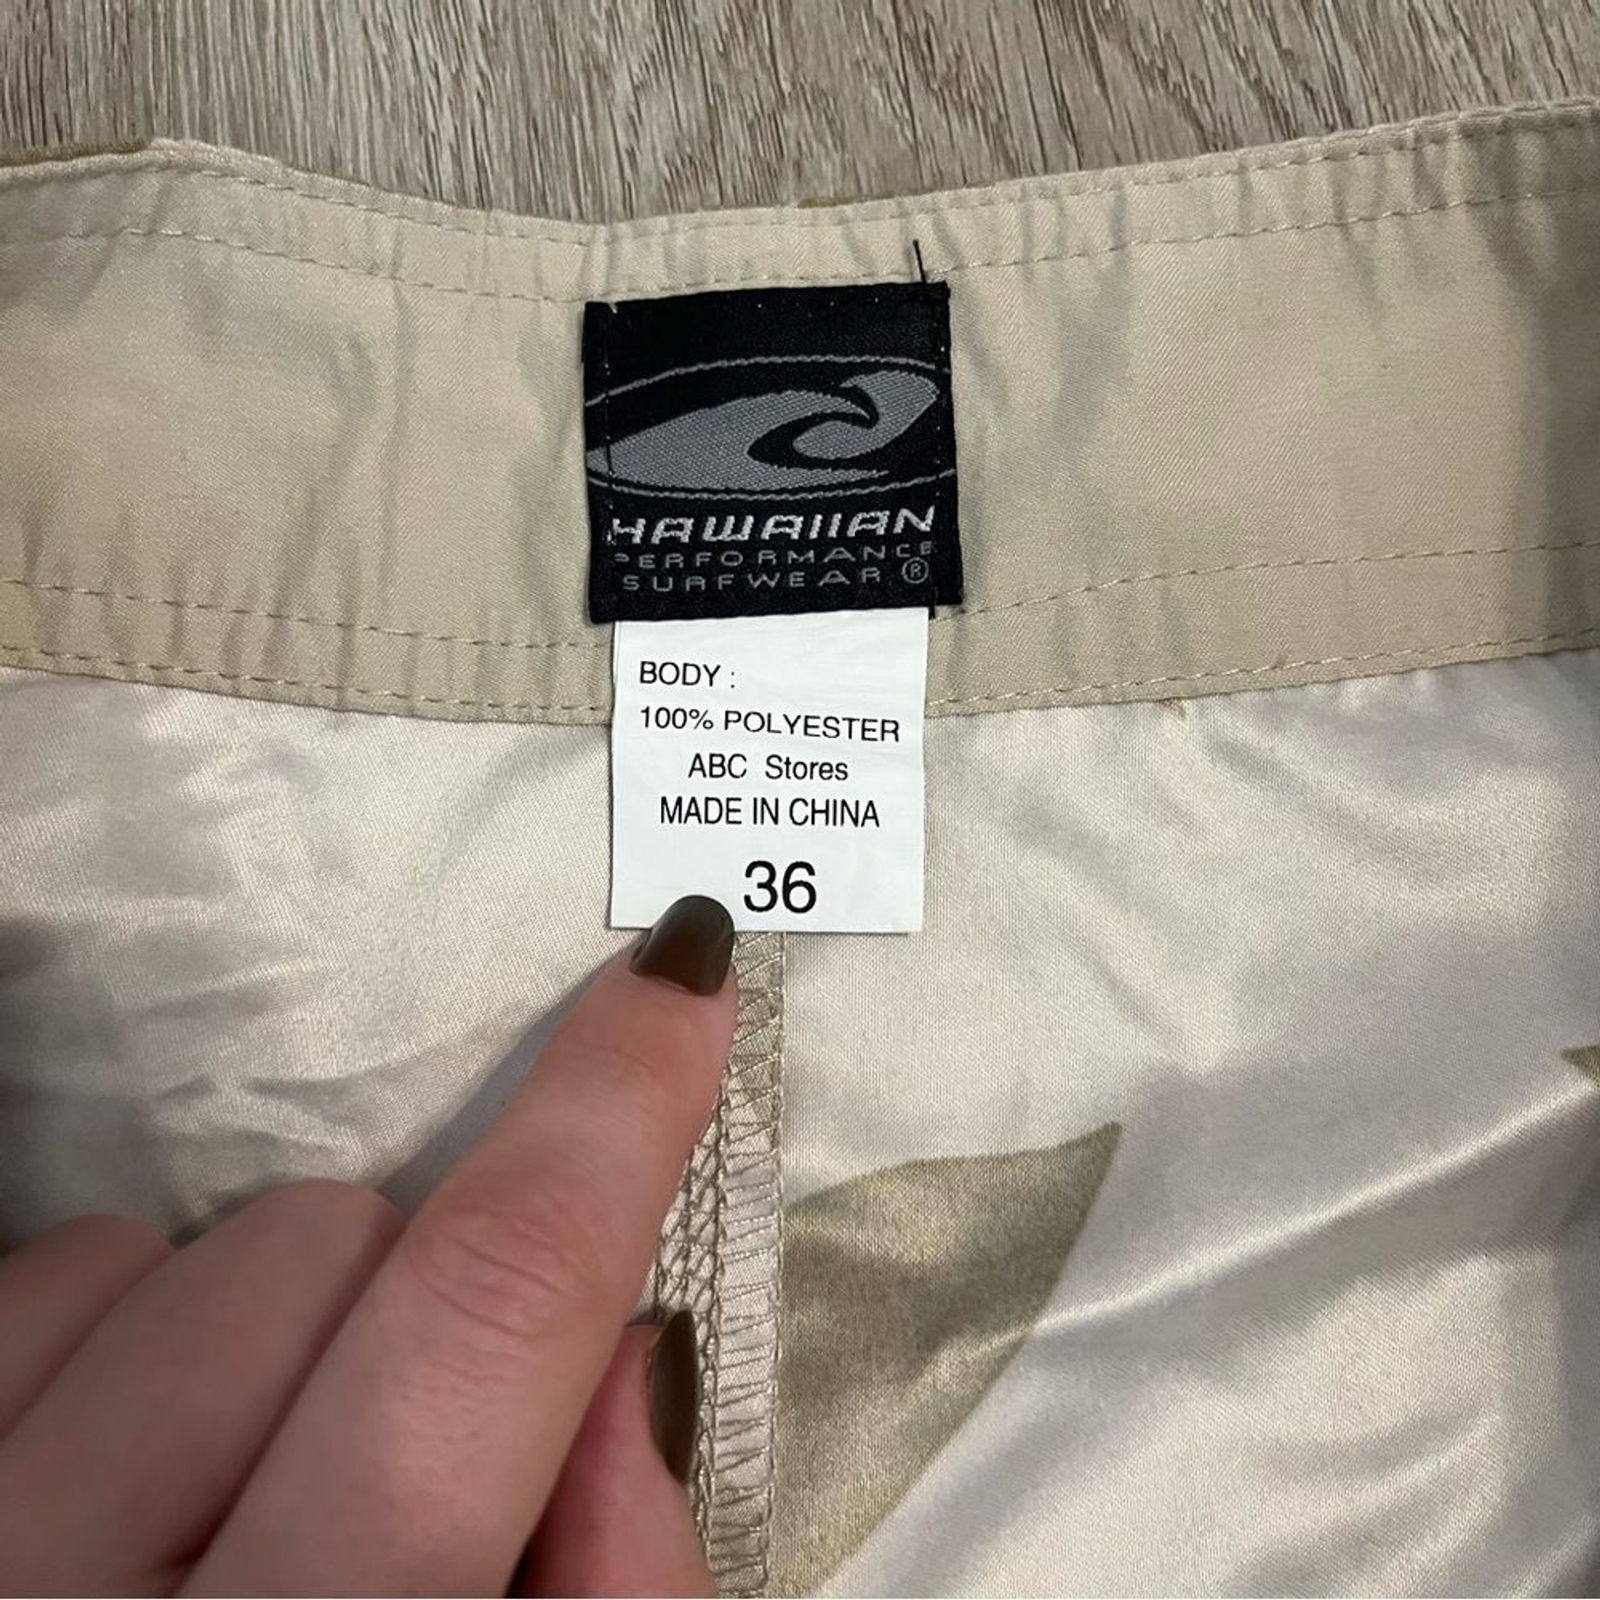 HAWAIIAN
PERFORMANCE
SURFWEAR ®
BODY :
100% POLYESTER
ABC Stores
MADE IN CHINA
36